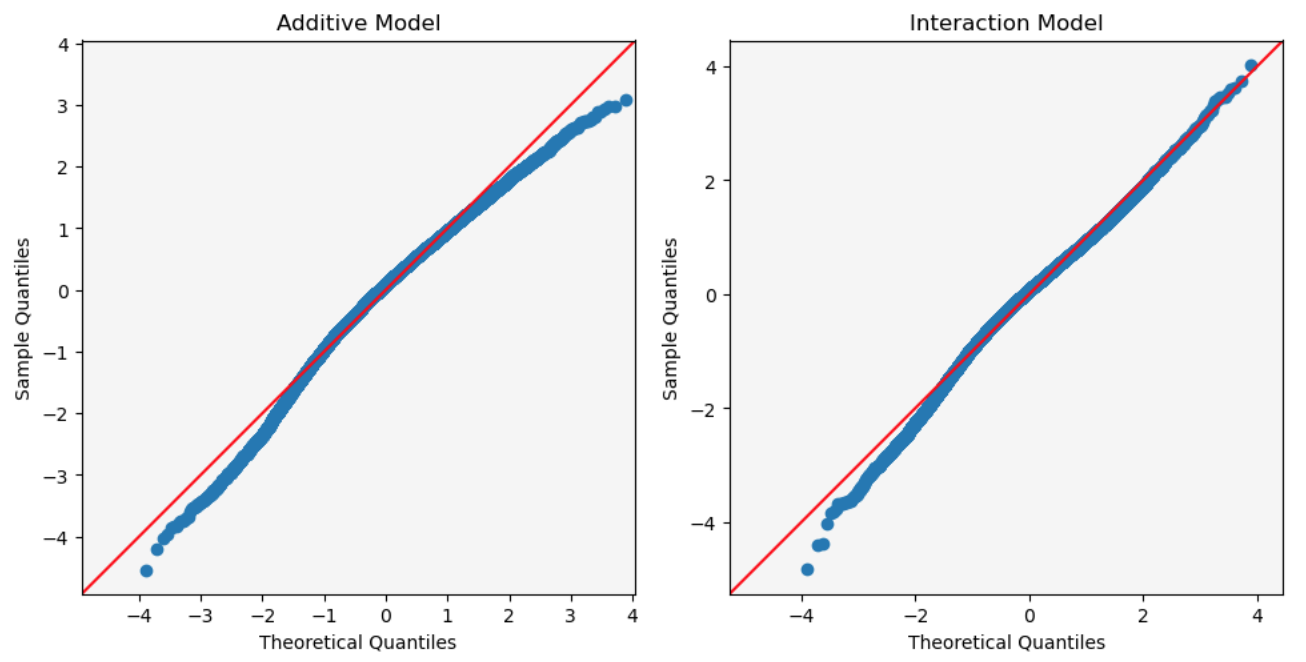 Additive Model
4
3
2
1
0
−1
−2
−3
−4
Sample Quantiles
−4 −3 −2 −1 0 1 2 3 4
Theoretical Quantiles
Interaction Model
4
2
0
−2
−4
Sample Quantiles
−4 −2 0 2 4
Theoretical Quantiles